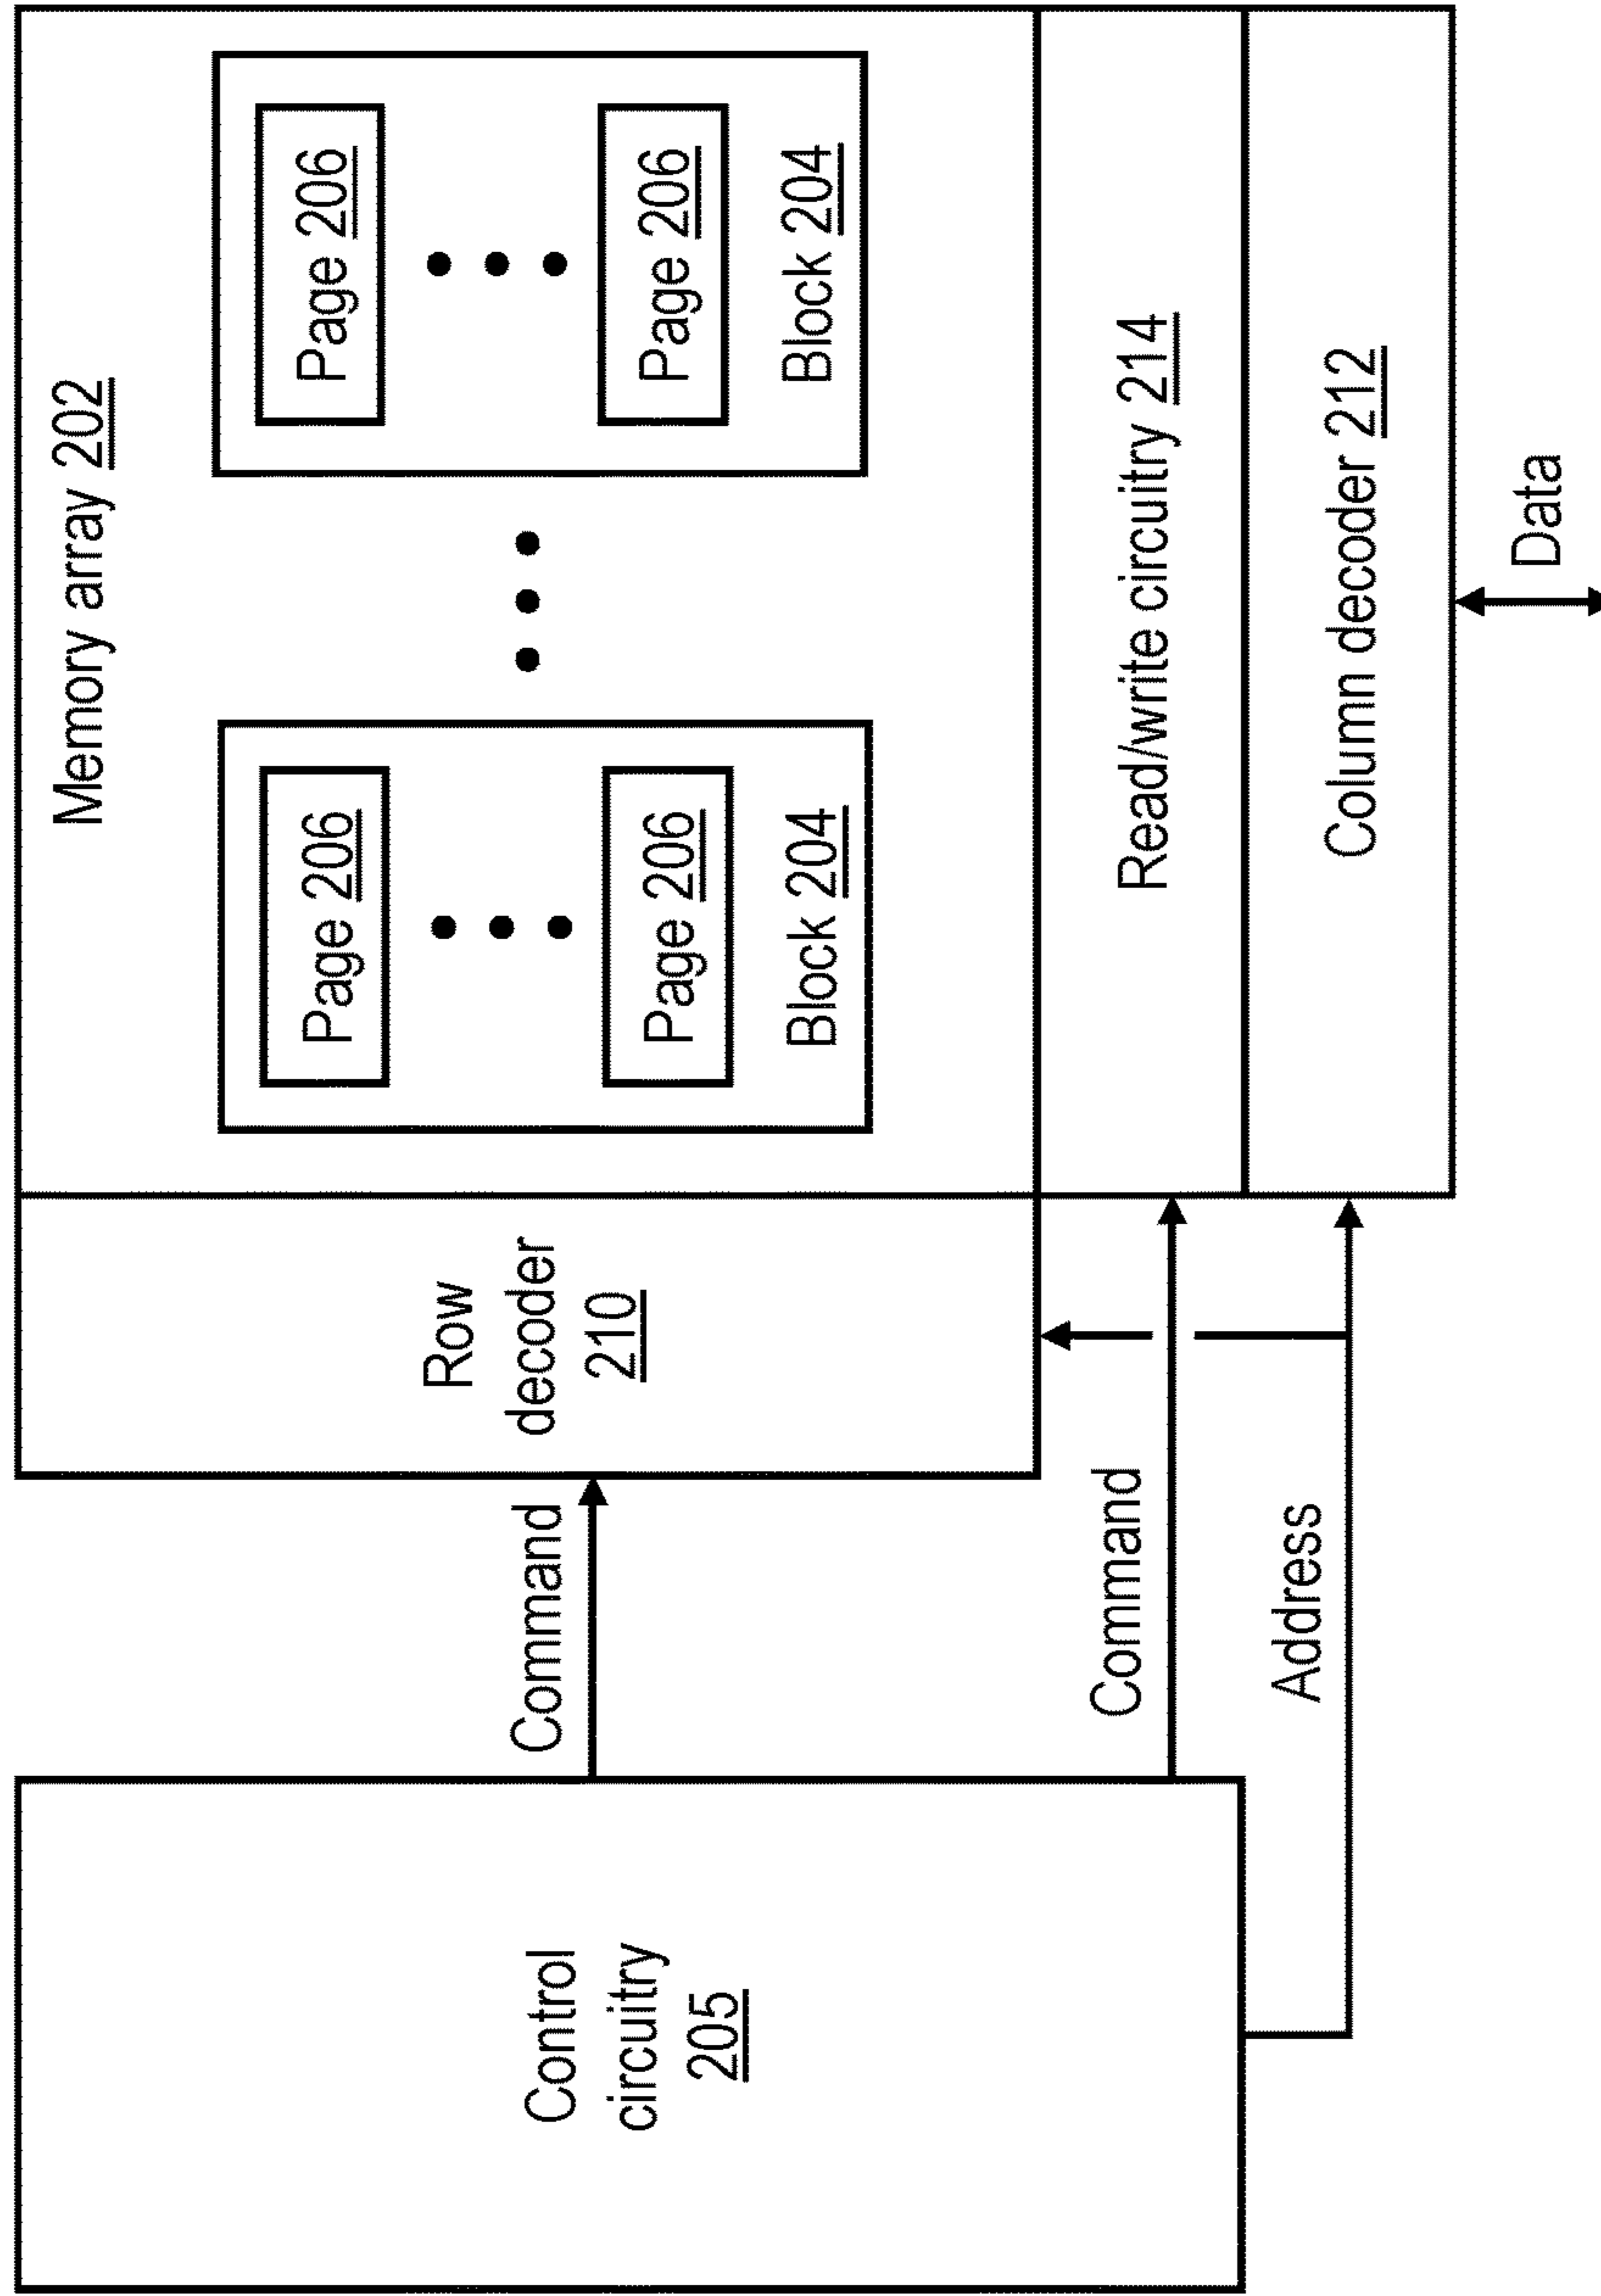 Memory array 202
Page 206
Page 206
Block 204
Page 206
Page 206
Block 204
Row
decoder
210
Control
circuitry
205
Command
Command
Address
Read/write circuitry 214
Column decoder 212
Data